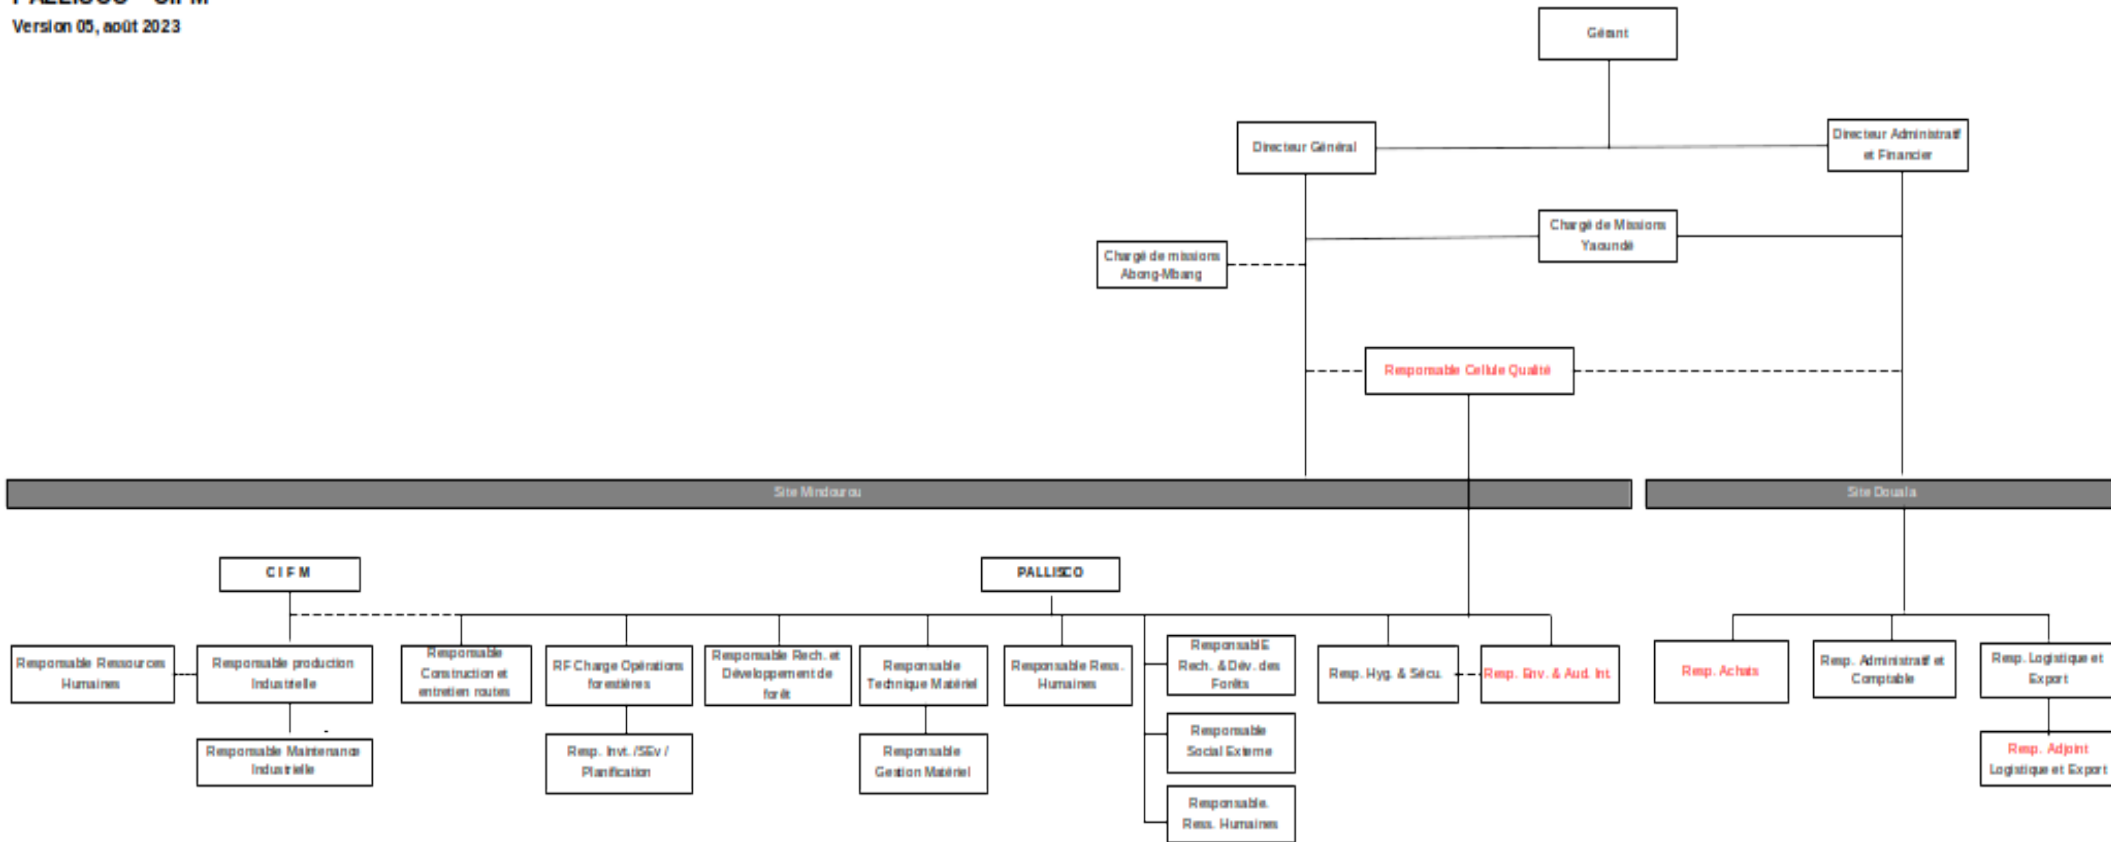 PALLISCO - CIFM
Version 05, août 2023
Gérant
Directeur Général
Directeur Administratif
et Financier
Chargé de Missions
Yaoundé
Chargé de missions
Abong-Mbang
Responsable Cellule Qualité
Site Mindourou
Site Douala
C I F M
PALLISCO
Responsable Ressources
Humaines
Responsable production
Industrielle
Responsable
Construction et
entretien routes
RF Charge Opérations
forestières
Responsable Rech. et
Développement de
forêt
Responsable
Technique Matériel
Responsable Ress.
Humaines
ResponsablE
Rech. & Dév. des
Forêts
Resp. Hyg. & Sécu.
Resp. Env. & Aud. Int.
Resp. Achats
Resp. Administratif et
Comptable
Resp. Logistique et
Export
Responsable Maintenance
Industrielle
Resp. Invt. /SEv /
Planification
Responsable
Gestion Matériel
Responsable
Social Externe
Resp. Adjoint
Logistique et Export
Responsable.
Ress. Humaines